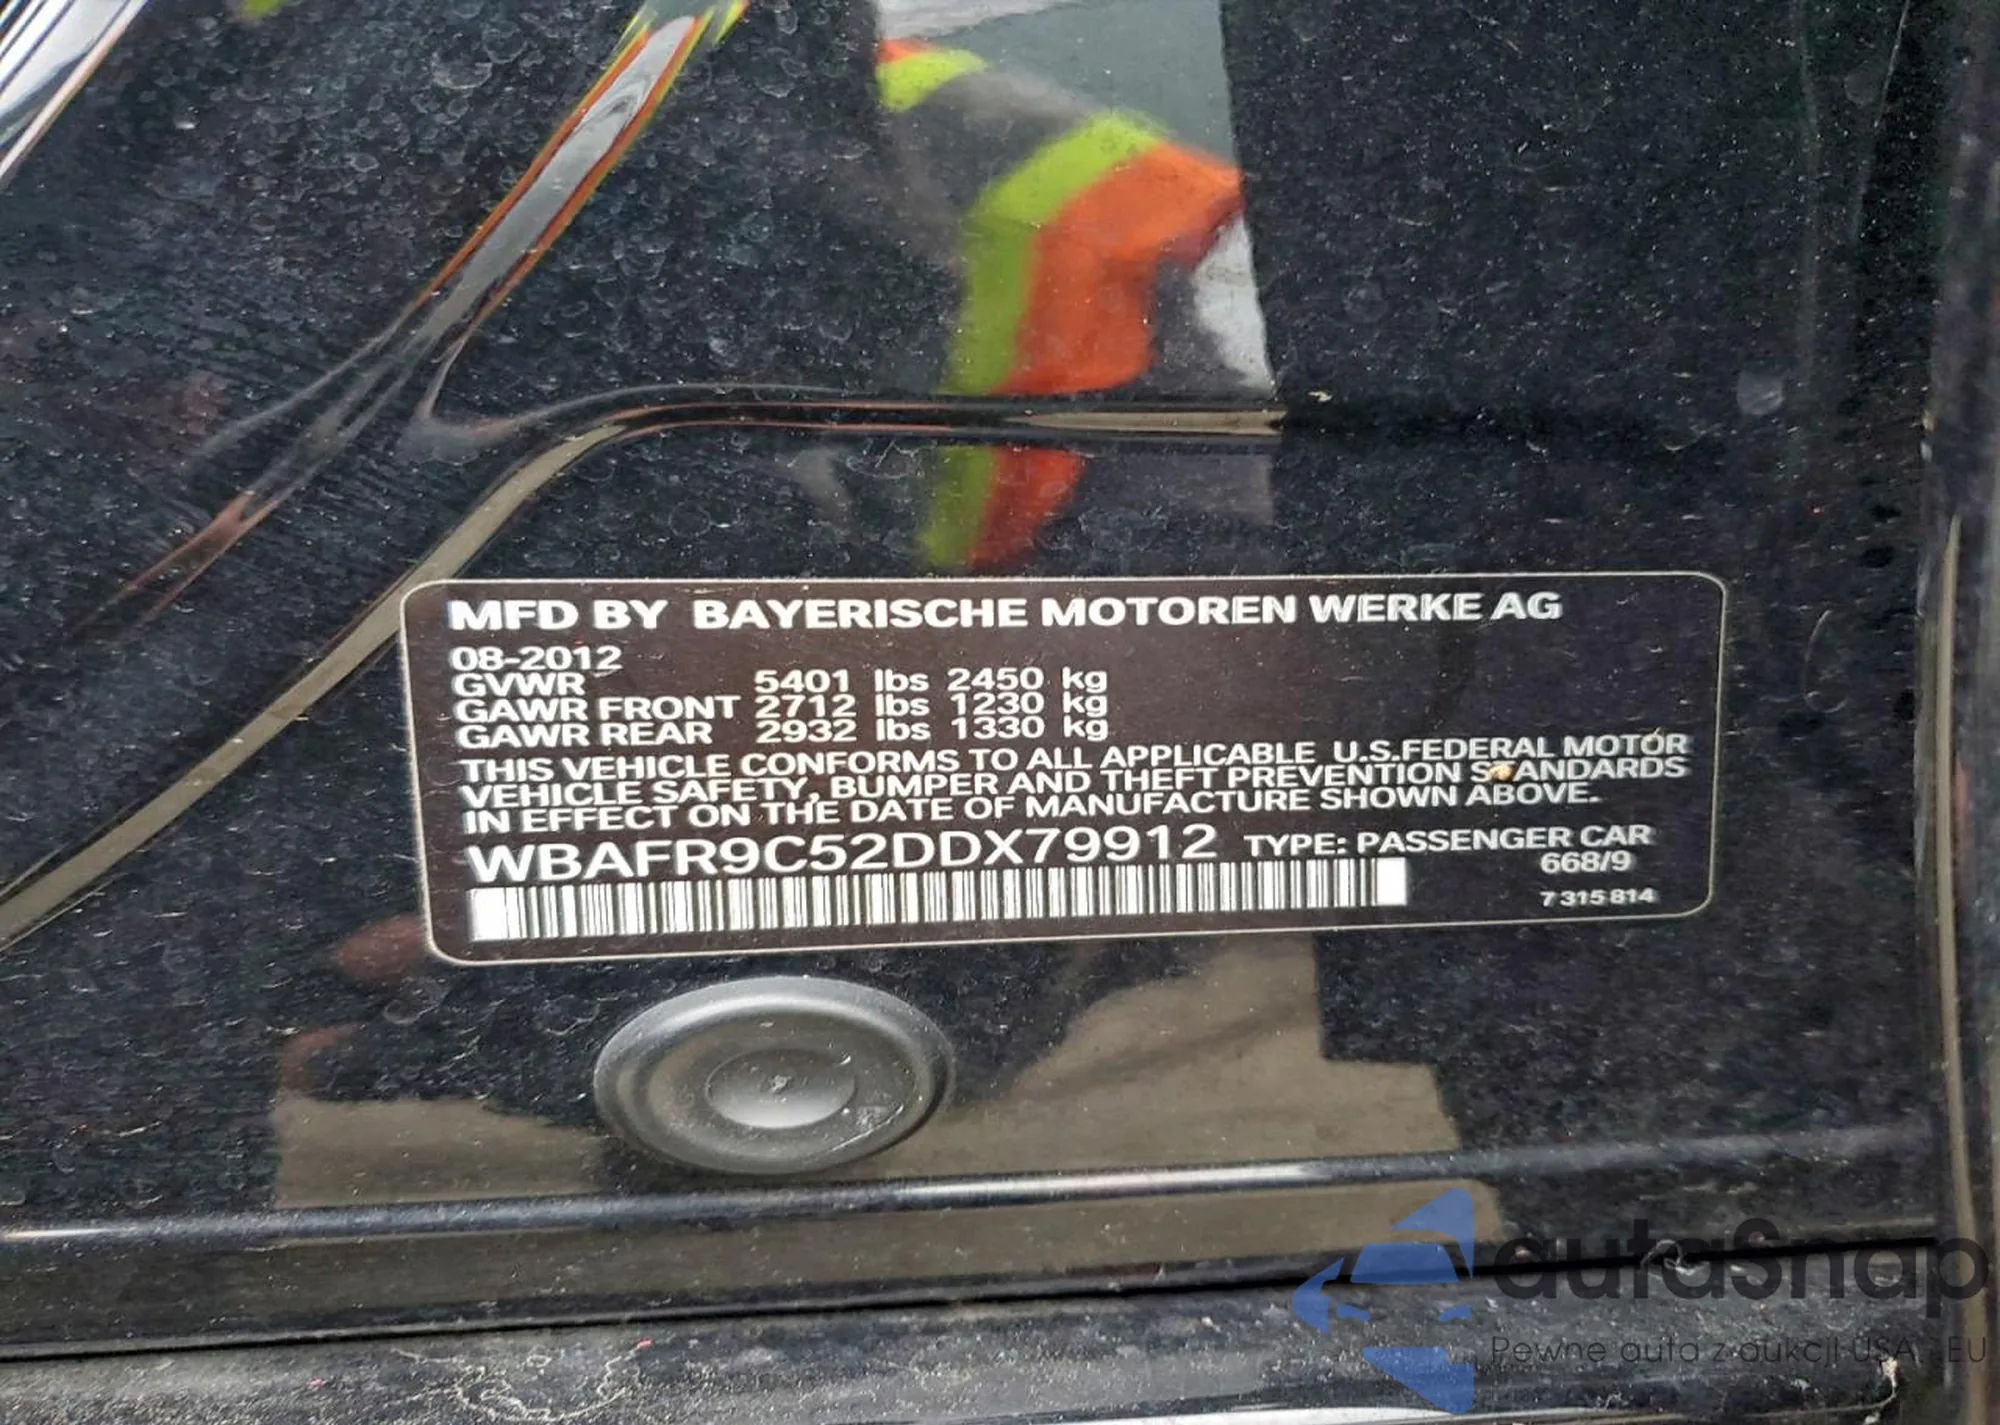 MFD BY BAYERISCHE MOTOREN WERKE AG
08-2012
GVWR 5401 lbs 2450 kg
GAWR FRONT 2712 lbs 1230 kg
GAWR REAR 2932 lbs 1330 kg
THIS VEHICLE CONFORMS TO ALL APPLICABLE U.S.FEDERAL MOTOR
VEHICLE SAFETY, BUMPER AND THEFT PREVENTION STANDARDS
IN EFFECT ON THE DATE OF MANUFACTURE SHOWN ABOVE.
WBAFR9C52DDX79912 TYPE: PASSENGER CAR
668/9
7 315 814
autaSnap
Pewne auta z aukcji USA EU